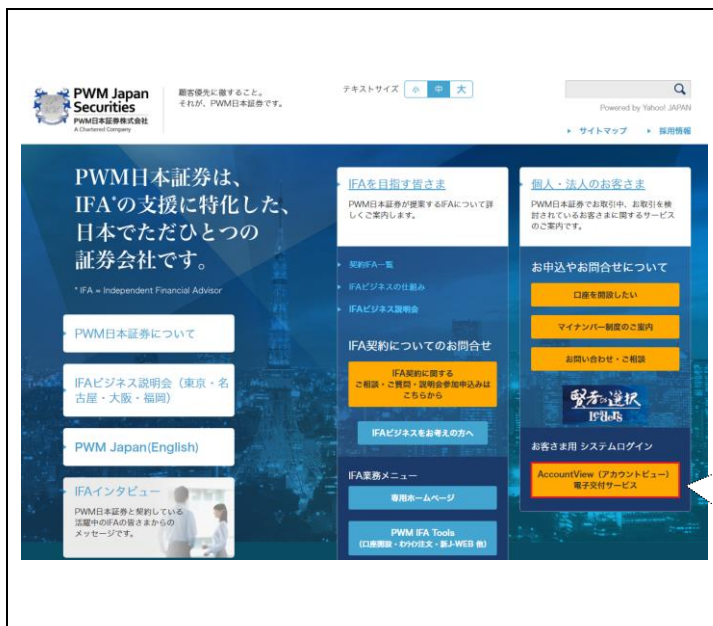 PWM Japan
Securities
PWM日本証券株式会社
A Chartered Company
顧客優先に徹すること。
それが、PWM日本証券です。
テキストサイズ 小 中 大
Powered by Yahoo! JAPAN
サイトマップ 採用情報
PWM日本証券は、
IFA*の支援に特化した、
日本でただひとつの
証券会社です。
* IFA = Independent Financial Advisor
PWM日本証券について
IFAビジネス説明会（東京・名
古屋・大阪・福岡）
PWM Japan(English)
IFAインタビュー
PWM日本証券と契約している
活躍中のIFAの皆さまからの
メッセージです。
IFAを目指す皆さま
PWM日本証券が提案するIFAについて詳
しくご案内します。
契約IFA一覧
IFAビジネスの仕組み
IFAビジネス説明会
IFA契約についてのお問合せ
IFA契約に関する
ご相談・ご質問・説明会参加申込みは
こちらから
IFAビジネスをお考えの方へ
IFA業務メニュー
専用ホームページ
PWM IFA Tools
(口座開設・オンライン注文・新J-WEB 他)
個人・法人のお客さま
PWM日本証券でお取引中、お取引を検
討されているお客さまに関するサービス
のご案内です。
お申込やお問合せについて
口座を開設したい
マイナンバー制度のご案内
お問い合わせ・ご相談
賢者の選択
Leaders
お客さま用 システムログイン
AccountView（アカウントビュー）
電子交付サービス